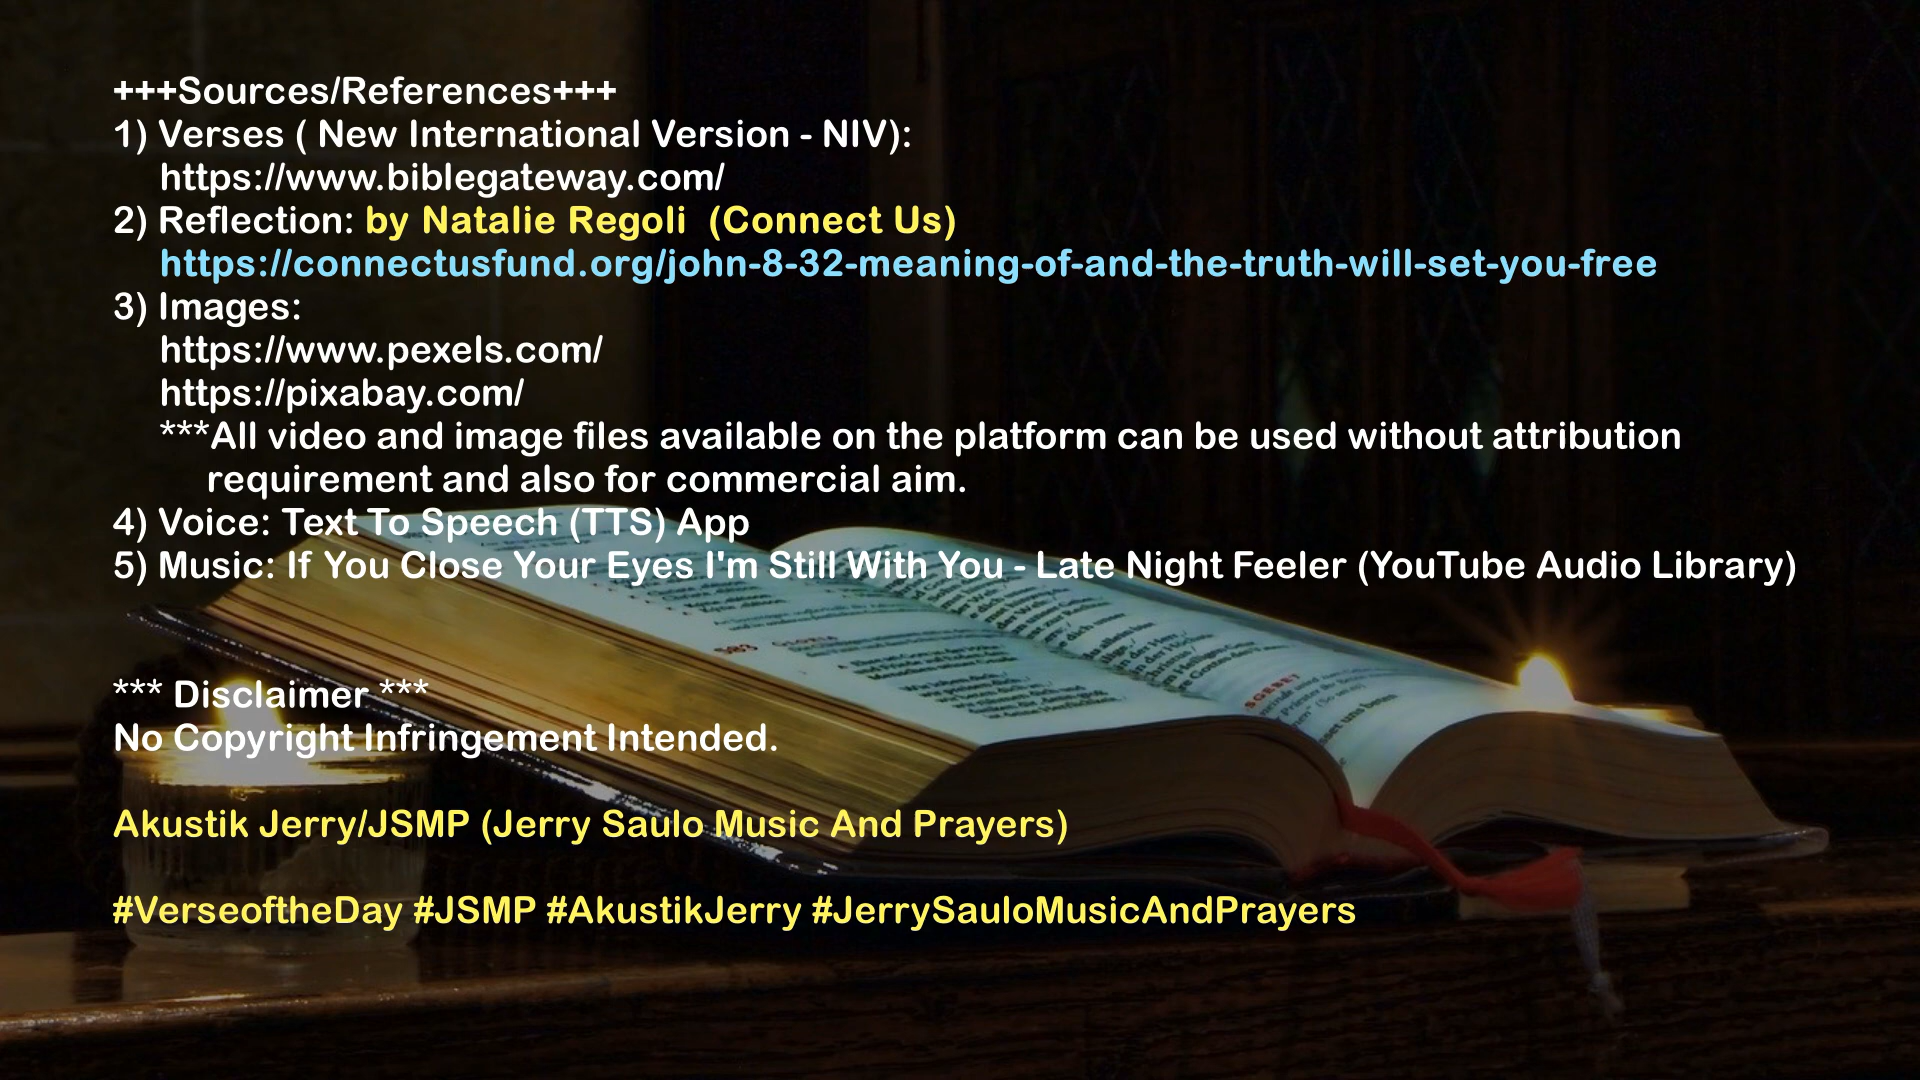 +++Sources/References+++
1) Verses ( New International Version - NIV):
https://www.biblegateway.com/
2) Reflection: by Natalie Regoli  (Connect Us)
https://connectusfund.org/john-8-32-meaning-of-and-the-truth-will-set-you-free
3) Images:
https://www.pexels.com/
https://pixabay.com/
***All video and image files available on the platform can be used without attribution
requirement and also for commercial aim.
4) Voice: Text To Speech (TTS) App
5) Music: If You Close Your Eyes I'm Still With You - Late Night Feeler (YouTube Audio Library)
*** Disclaimer ***
No Copyright Infringement Intended.
Akustik Jerry/JSMP (Jerry Saulo Music And Prayers)
#VerseoftheDay #JSMP #AkustikJerry #JerrySauloMusicAndPrayers